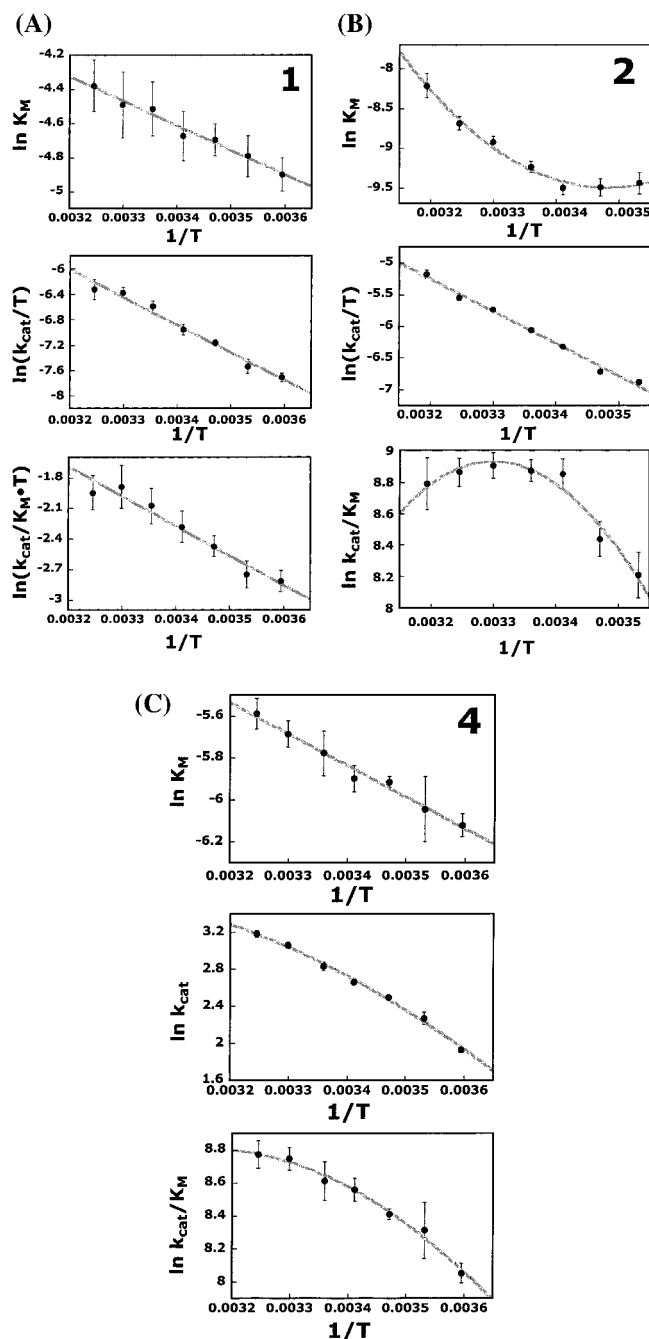 (A)
1
ln K_M
-4.2
-4.4
-4.6
-4.8
-5
0.0032 0.0033 0.0034 0.0035 0.0036
1/T
ln(k_cat/T)
-6
-6.4
-6.8
-7.2
-7.6
-8
0.0032 0.0033 0.0034 0.0035 0.0036
1/T
ln(k_cat/K_M•T)
-1.8
-2.1
-2.4
-2.7
-3
0.0032 0.0033 0.0034 0.0035 0.0036
1/T
(B)
2
ln K_M
-8
-8.5
-9
-9.5
0.0032 0.0033 0.0034 0.0035
1/T
ln(k_cat/T)
-5
-5.5
-6
-6.5
-7
0.0032 0.0033 0.0034 0.0035
1/T
ln k_cat/K_M
9
8.8
8.6
8.4
8.2
8
0.0032 0.0033 0.0034 0.0035
1/T
(C)
4
ln K_M
-5.6
-5.8
-6
-6.2
0.0032 0.0033 0.0034 0.0035 0.0036
1/T
ln k_cat
3.2
2.8
2.4
2
1.6
0.0032 0.0033 0.0034 0.0035 0.0036
1/T
ln k_cat/K_M
8.8
8.6
8.4
8.2
8
0.0032 0.0033 0.0034 0.0035 0.0036
1/T